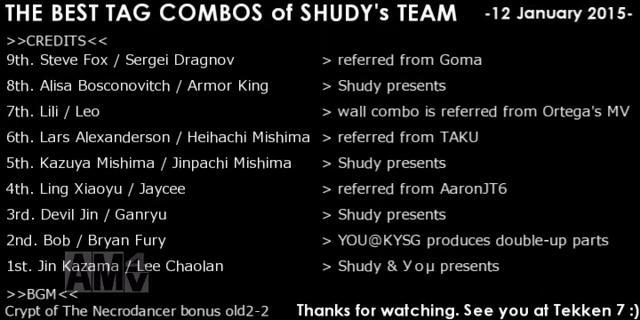 THE BEST TAG COMBOS of SHUDY's TEAM -12 January 2015-
>>CREDITS<<
9th. Steve Fox / Sergei Dragnov > referred from Goma
8th. Alisa Bosconovitch / Armor King > Shudy presents
7th. Lili / Leo > wall combo is referred from Ortega's MV
6th. Lars Alexanderson / Heihachi Mishima > referred from TAKU
5th. Kazuya Mishima / Jinpachi Mishima > Shudy presents
4th. Ling Xiaoyu / Jaycee > referred from AaronJT6
3rd. Devil Jin / Ganryu > Shudy presents
2nd. Bob / Bryan Fury > YOU@KYSG produces double-up parts
1st. Jin Kazama / Lee Chaolan > Shudy & Уоμ presents
AMv
>>BGM<<
Crypt of The Necrodancer bonus old2-2 Thanks for watching. See you at Tekken 7 :)